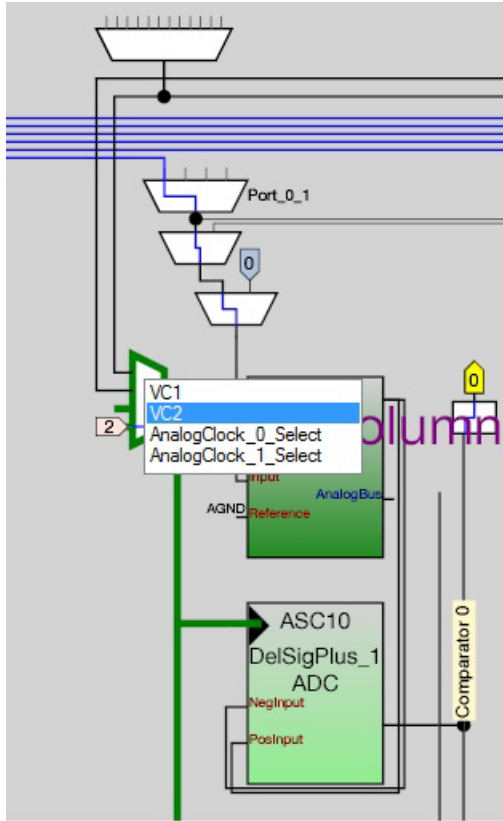 Port_0_1
0
0
VC1
VC2
AnalogClock_0_Select
AnalogClock_1_Select
2
olumn
Input
AnalogBus
AGND
Reference
ASC10
DelSigPlus_1
ADC
NegInput
PosInput
Comparator 0